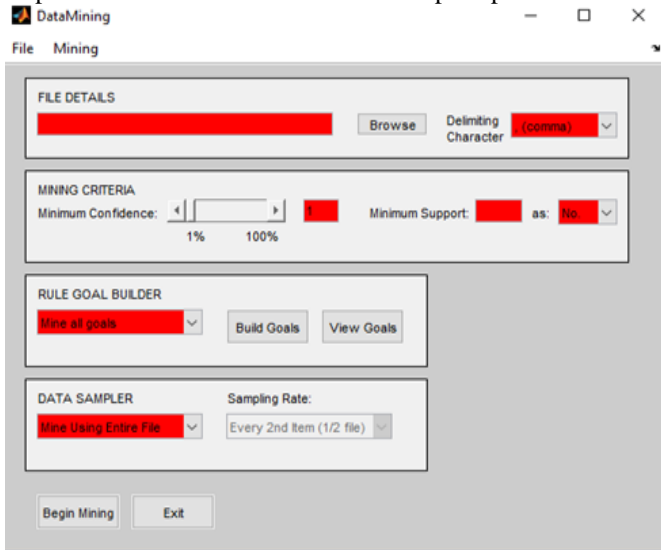 DataMining
File Mining
FILE DETAILS
Browse
Delimiting
Character
(comma)
MINING CRITERIA
Minimum Confidence:
1
Minimum Support:
as:
No.
1% 100%
RULE GOAL BUILDER
Mine all goals
Build Goals
View Goals
DATA SAMPLER
Sampling Rate:
Mine Using Entire File
Every 2nd Item (1/2 file)
Begin Mining
Exit